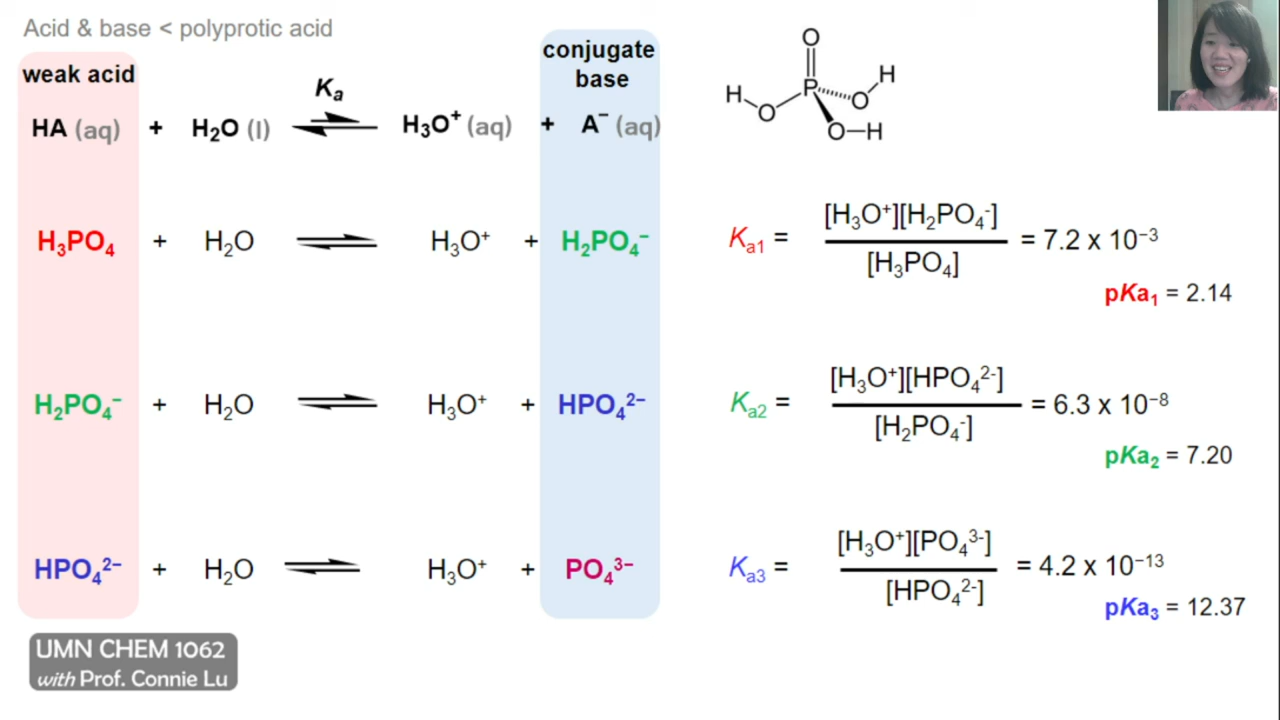 Acid & base < polyprotic acid
weak acid
conjugate
base
HA (aq) + H₂O (l) Kₐ H₃O⁺ (aq) + A⁻ (aq)
O
H O P O H
O–H
H₃PO₄ + H₂O ⇌ H₃O⁺ + H₂PO₄⁻
Kₐ₁ = [H₃O⁺][H₂PO₄⁻] / [H₃PO₄] = 7.2 x 10⁻³
pKa₁ = 2.14
H₂PO₄⁻ + H₂O ⇌ H₃O⁺ + HPO₄²⁻
Kₐ₂ = [H₃O⁺][HPO₄²⁻] / [H₂PO₄⁻] = 6.3 x 10⁻⁸
pKa₂ = 7.20
HPO₄²⁻ + H₂O ⇌ H₃O⁺ + PO₄³⁻
Kₐ₃ = [H₃O⁺][PO₄³⁻] / [HPO₄²⁻] = 4.2 x 10⁻¹³
pKa₃ = 12.37
UMN CHEM 1062
with Prof. Connie Lu